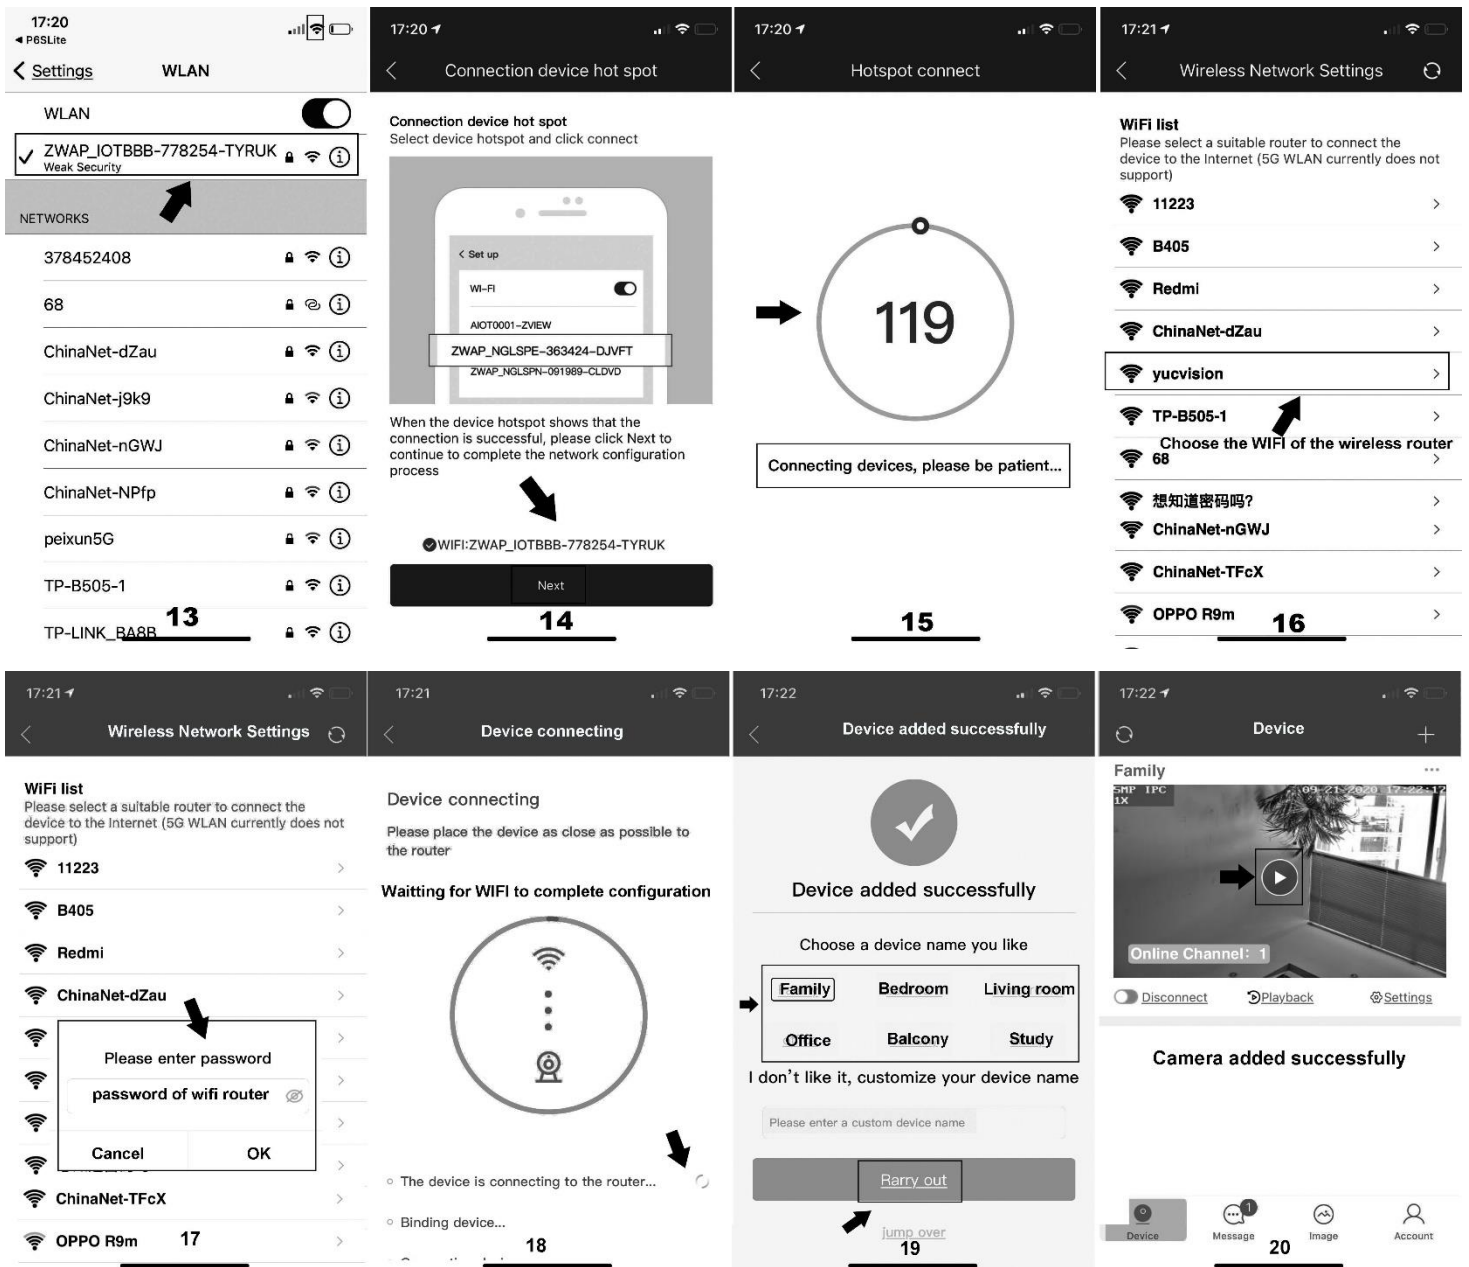 17:20
◀ P6SLite
Settings
WLAN
WLAN
ZWAP_IOTBBB-778254-TYRUK
Weak Security
NETWORKS
378452408
68
ChinaNet-dZau
ChinaNet-j9k9
ChinaNet-nGWJ
ChinaNet-NPfp
peixun5G
TP-B505-1
TP-LINK_BA8B
13
17:20
Connection device hot spot
Connection device hot spot
Select device hotspot and click connect
Set up
WI-FI
AIOT0001-ZVIEW
ZWAP_NGLSPE-363424-DJVFT
ZWAP_NGLSPN-091989-CLDVD
When the device hotspot shows that the
connection is successful, please click Next to
continue to complete the network configuration
process
WIFI:ZWAP_IOTBBB-778254-TYRUK
Next
14
17:20
Hotspot connect
119
Connecting devices, please be patient...
15
17:21
Wireless Network Settings
WiFi list
Please select a suitable router to connect the
device to the Internet (5G WLAN currently does not
support)
11223
B405
Redmi
ChinaNet-dZau
yucvision
TP-B505-1
Choose the WIFI of the wireless router
68
想知道密码吗?
ChinaNet-nGWJ
ChinaNet-TFcX
OPPO R9m
16
17:21
Wireless Network Settings
WiFi list
Please select a suitable router to connect the
device to the Internet (5G WLAN currently does not
support)
11223
B405
Redmi
ChinaNet-dZau
Please enter password
password of wifi router
Cancel
OK
ChinaNet-TFcX
OPPO R9m
17
17:21
Device connecting
Device connecting
Please place the device as close as possible to
the router
Waitting for WIFI to complete configuration
The device is connecting to the router...
Binding device...
18
17:22
Device added successfully
Device added successfully
Choose a device name you like
Family
Bedroom
Living room
Office
Balcony
Study
I don't like it, customize your device name
Please enter a custom device name
Rarry out
jump over
19
17:22
Device
Family
5MP IPC
1X
09-21-2020 17:22:17
Online Channel: 1
Disconnect
Playback
Settings
Camera added successfully
1
Device
Message
Image
Account
20